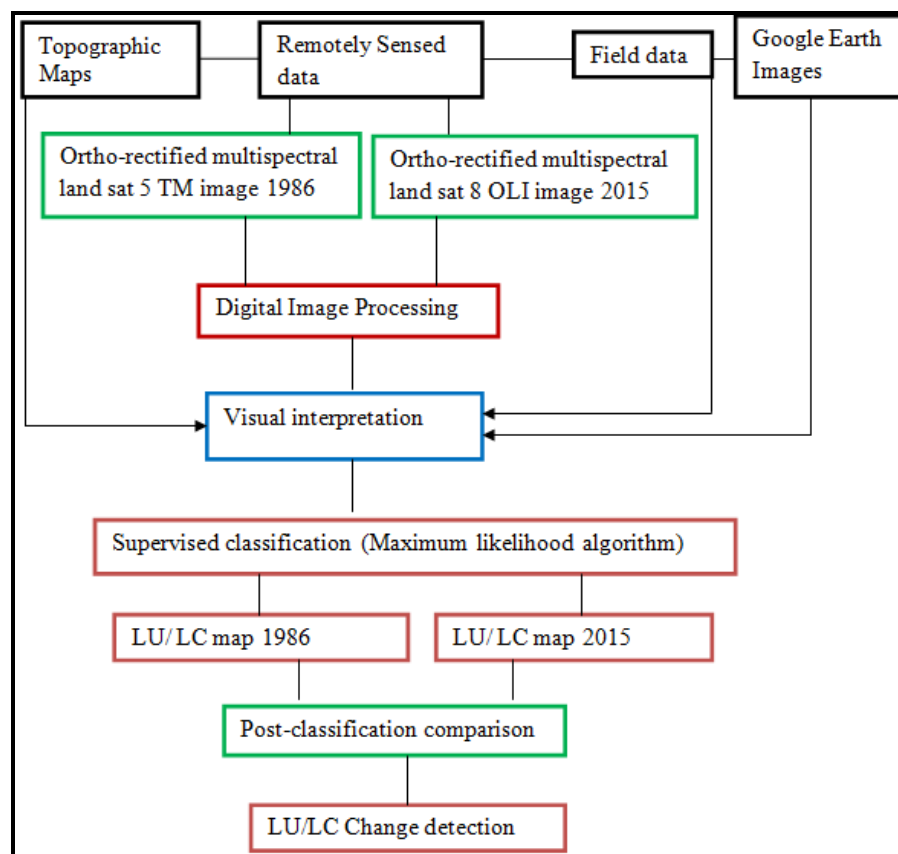 Topographic
Maps
Remotely Sensed
data
Field data
Google Earth
Images
Ortho-rectified multispectral
land sat 5 TM image 1986
Ortho-rectified multispectral
land sat 8 OLI image 2015
Digital Image Processing
Visual interpretation
Supervised classification (Maximum likelihood algorithm)
LU/ LC map 1986
LU/ LC map 2015
Post-classification comparison
LU/LC Change detection